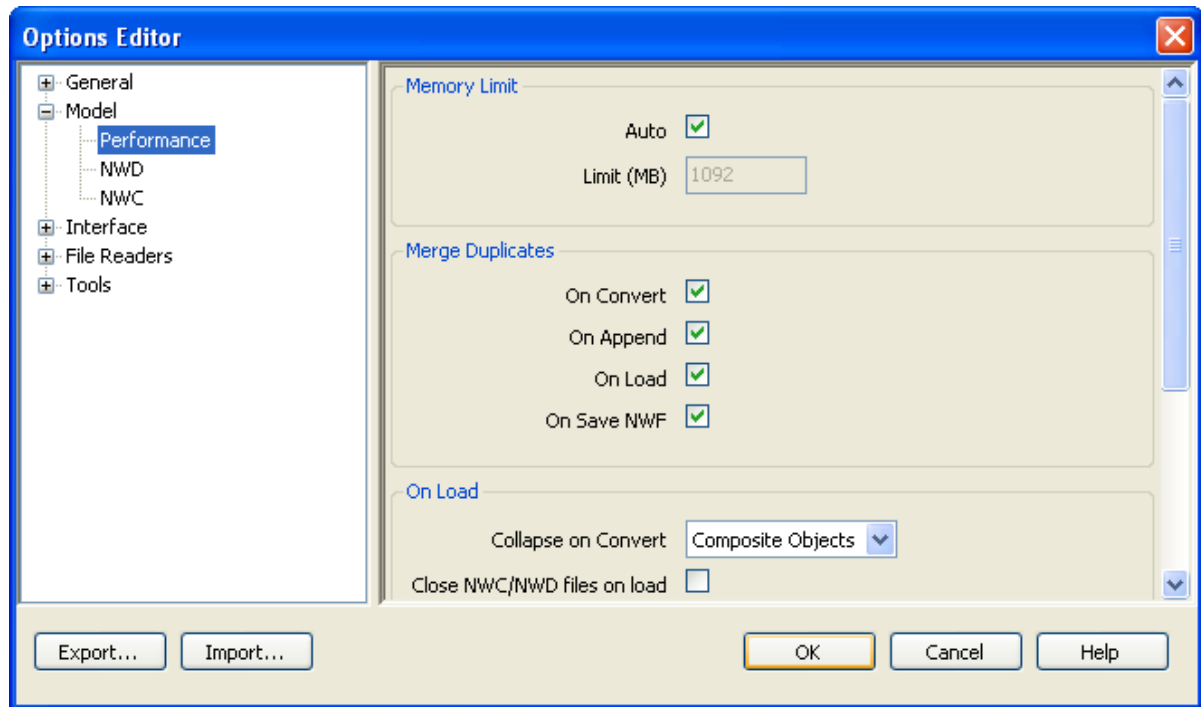 Options Editor
General
Model
Performance
NWD
NWC
Interface
File Readers
Tools
Memory Limit
Auto
Limit (MB) 1092
Merge Duplicates
On Convert
On Append
On Load
On Save NWF
On Load
Collapse on Convert Composite Objects
Close NWC/NWD files on load
Export... Import... OK Cancel Help